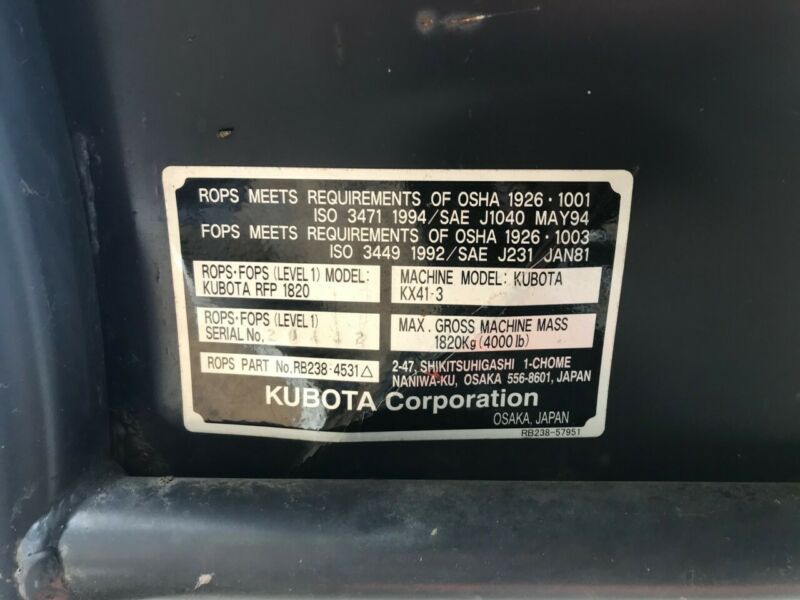 ROPS MEETS REQUIREMENTS OF OSHA 1926·1001
ISO 3471 1994/SAE J1040 MAY94
FOPS MEETS REQUIREMENTS OF OSHA 1926·1003
ISO 3449 1992/SAE J231 JAN81
ROPS·FOPS (LEVEL 1) MODEL:
KUBOTA RFP 1820
MACHINE MODEL: KUBOTA
KX41-3
ROPS·FOPS (LEVEL 1)
SERIAL No.
MAX. GROSS MACHINE MASS
1820Kg (4000 lb)
ROPS PART No.RB238-4531△
2-47, SHIKITSUHIGASHI 1-CHOME
NANIWA-KU, OSAKA 556-8601, JAPAN
KUBOTA Corporation
OSAKA, JAPAN
RB238-57951